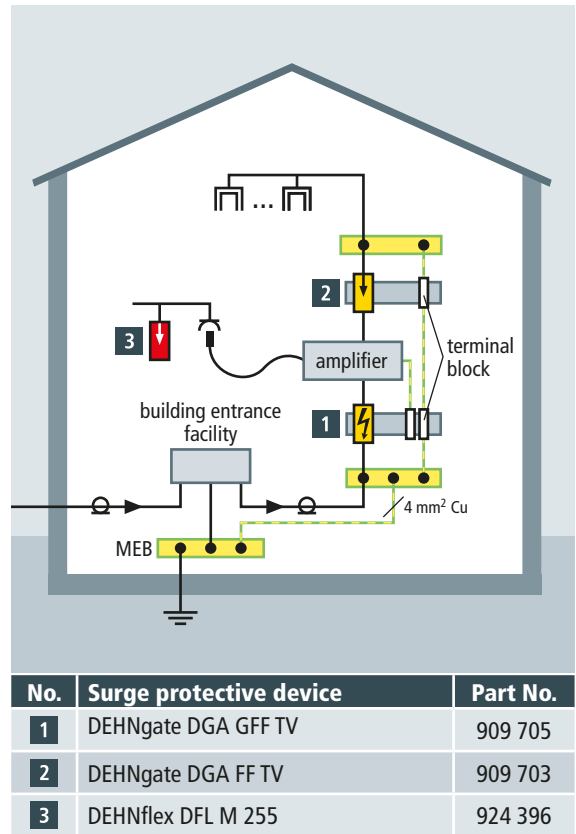 ...
2
3
amplifier
terminal
block
building entrance
facility
1
4 mm² Cu
MEB
No. Surge protective device Part No.
1 DEHNgate DGA GFF TV 909 705
2 DEHNgate DGA FF TV 909 703
3 DEHNflex DFL M 255 924 396